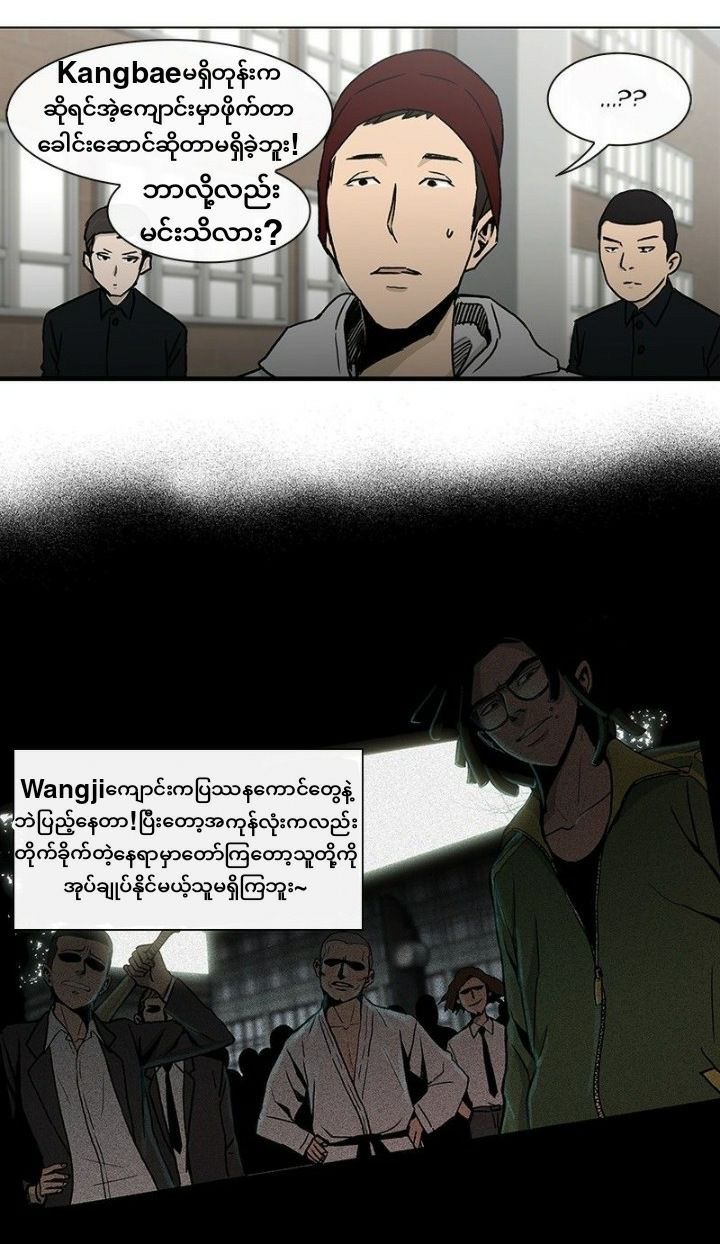 Kangbaeမရှိတုန်းက
ဆိုရင်အဲ့ကျောင်းမှာဖိုက်တာ
ခေါင်းဆောင်ဆိုတာမရှိခဲ့ဘူး!
ဘာလို့လည်း
မင်းသိလား?
...??
Wangjiကျောင်းကပြဿနကောင်တွေနဲ့
ဘဲပြည့်နေတာ!ပြီးတော့အကုန်လုံးကလည်း
တိုက်ခိုက်တဲ့နေရာမှာတော်ကြတော့သူတို့ကို
အုပ်ချုပ်နိုင်မယ့်သူမရှိကြဘူး~